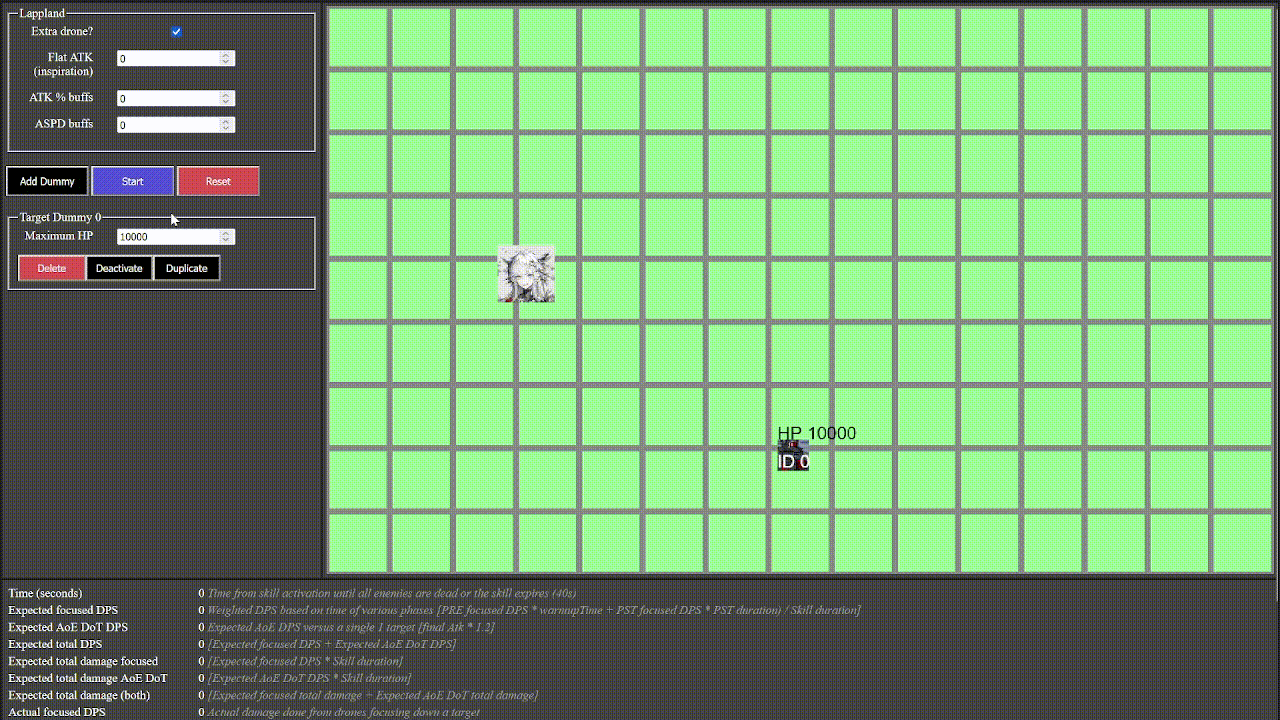 Lappland
Extra drone?
Flat ATK
(inspiration)
0
ATK % buffs
0
ASPD buffs
0
Add Dummy
Start
Reset
Target Dummy 0
Maximum HP
10000
Delete
Deactivate
Duplicate
HP 10000
ID 0
Time (seconds) 0 Time from skill activation until all enemies are dead or the skill expires (40s)
Expected focused DPS 0 Weighted DPS based on time of various phases [PRE focused DPS * warmupTime + PST focused DPS * PST duration) / Skill duration]
Expected AoE DoT DPS 0 Expected AoE DPS versus a single 1 target [final Atk * 1.2]
Expected total DPS 0 [Expected focused DPS + Expected AoE DoT DPS]
Expected total damage focused 0 [Expected focused DPS * Skill duration]
Expected total damage AoE DoT 0 [Expected AoE DoT DPS * Skill duration]
Expected total damage (both) 0 [Expected focused total damage + Expected AoE DoT total damage]
Actual focused DPS 0 Actual damage done from drones focusing down a target